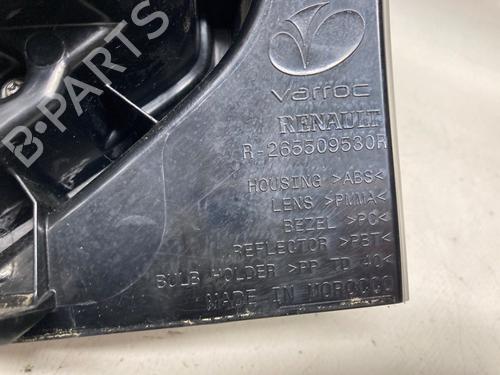 varroc
RENAULT
R-265509530R
HOUSING >ABS<
LENS >PMMA<
BEZEL >PC<
REFLECTOR >PBT<
BULB HOLDER >PP TD 40<
MADE IN MOROCCO
B-PARTS